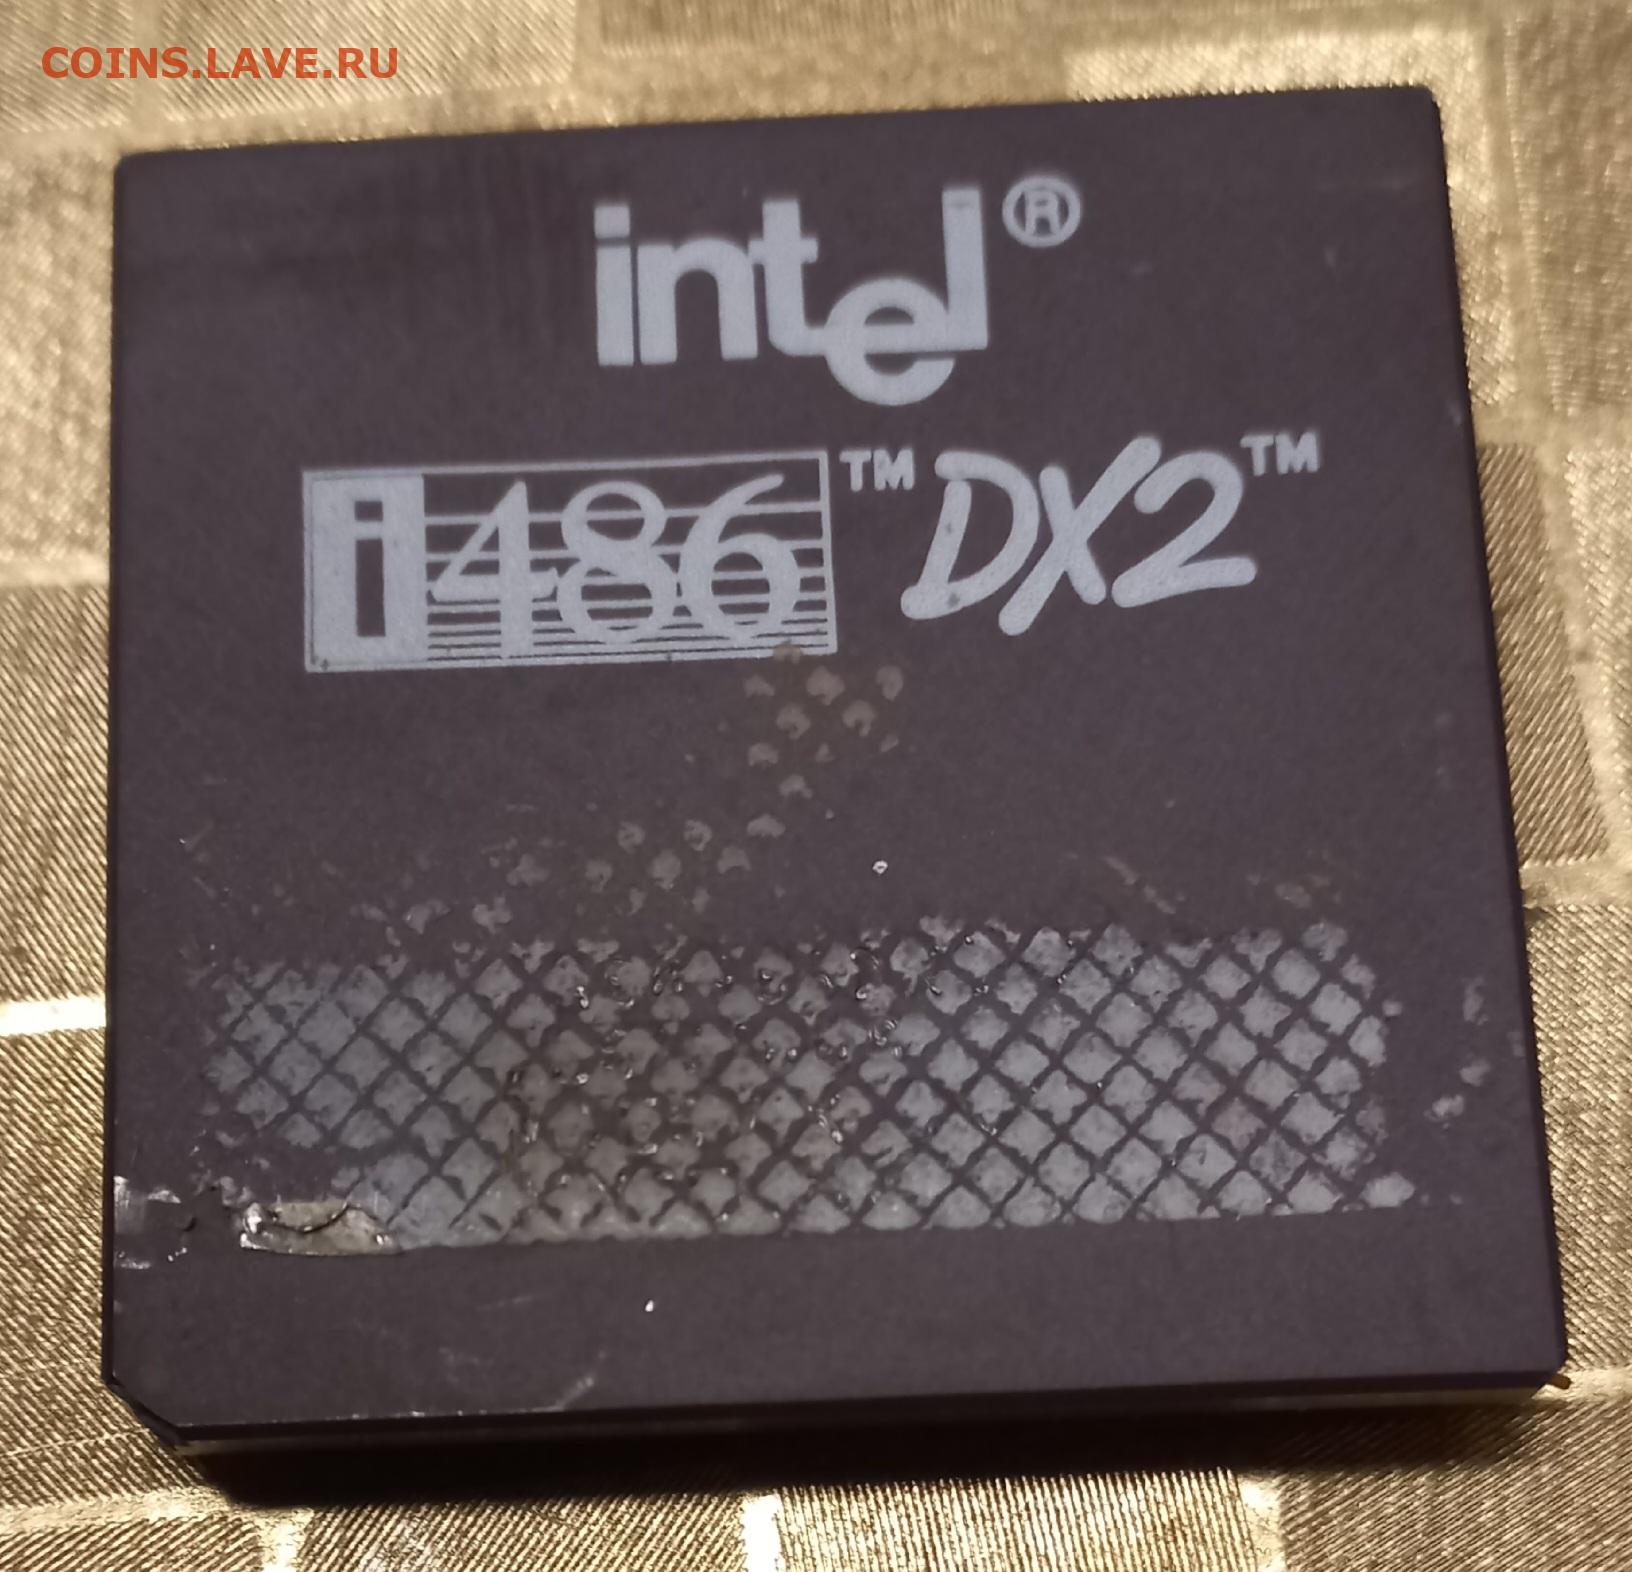 COINS.LAVE.RU
intel®
i486™ DX2™